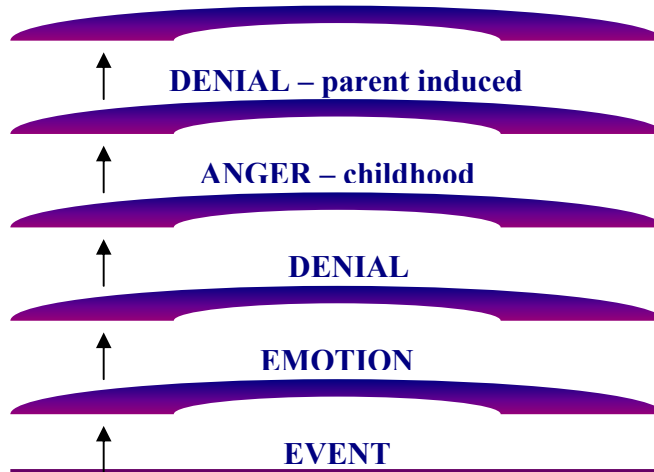 DENIAL – parent induced
ANGER – childhood
DENIAL
EMOTION
EVENT